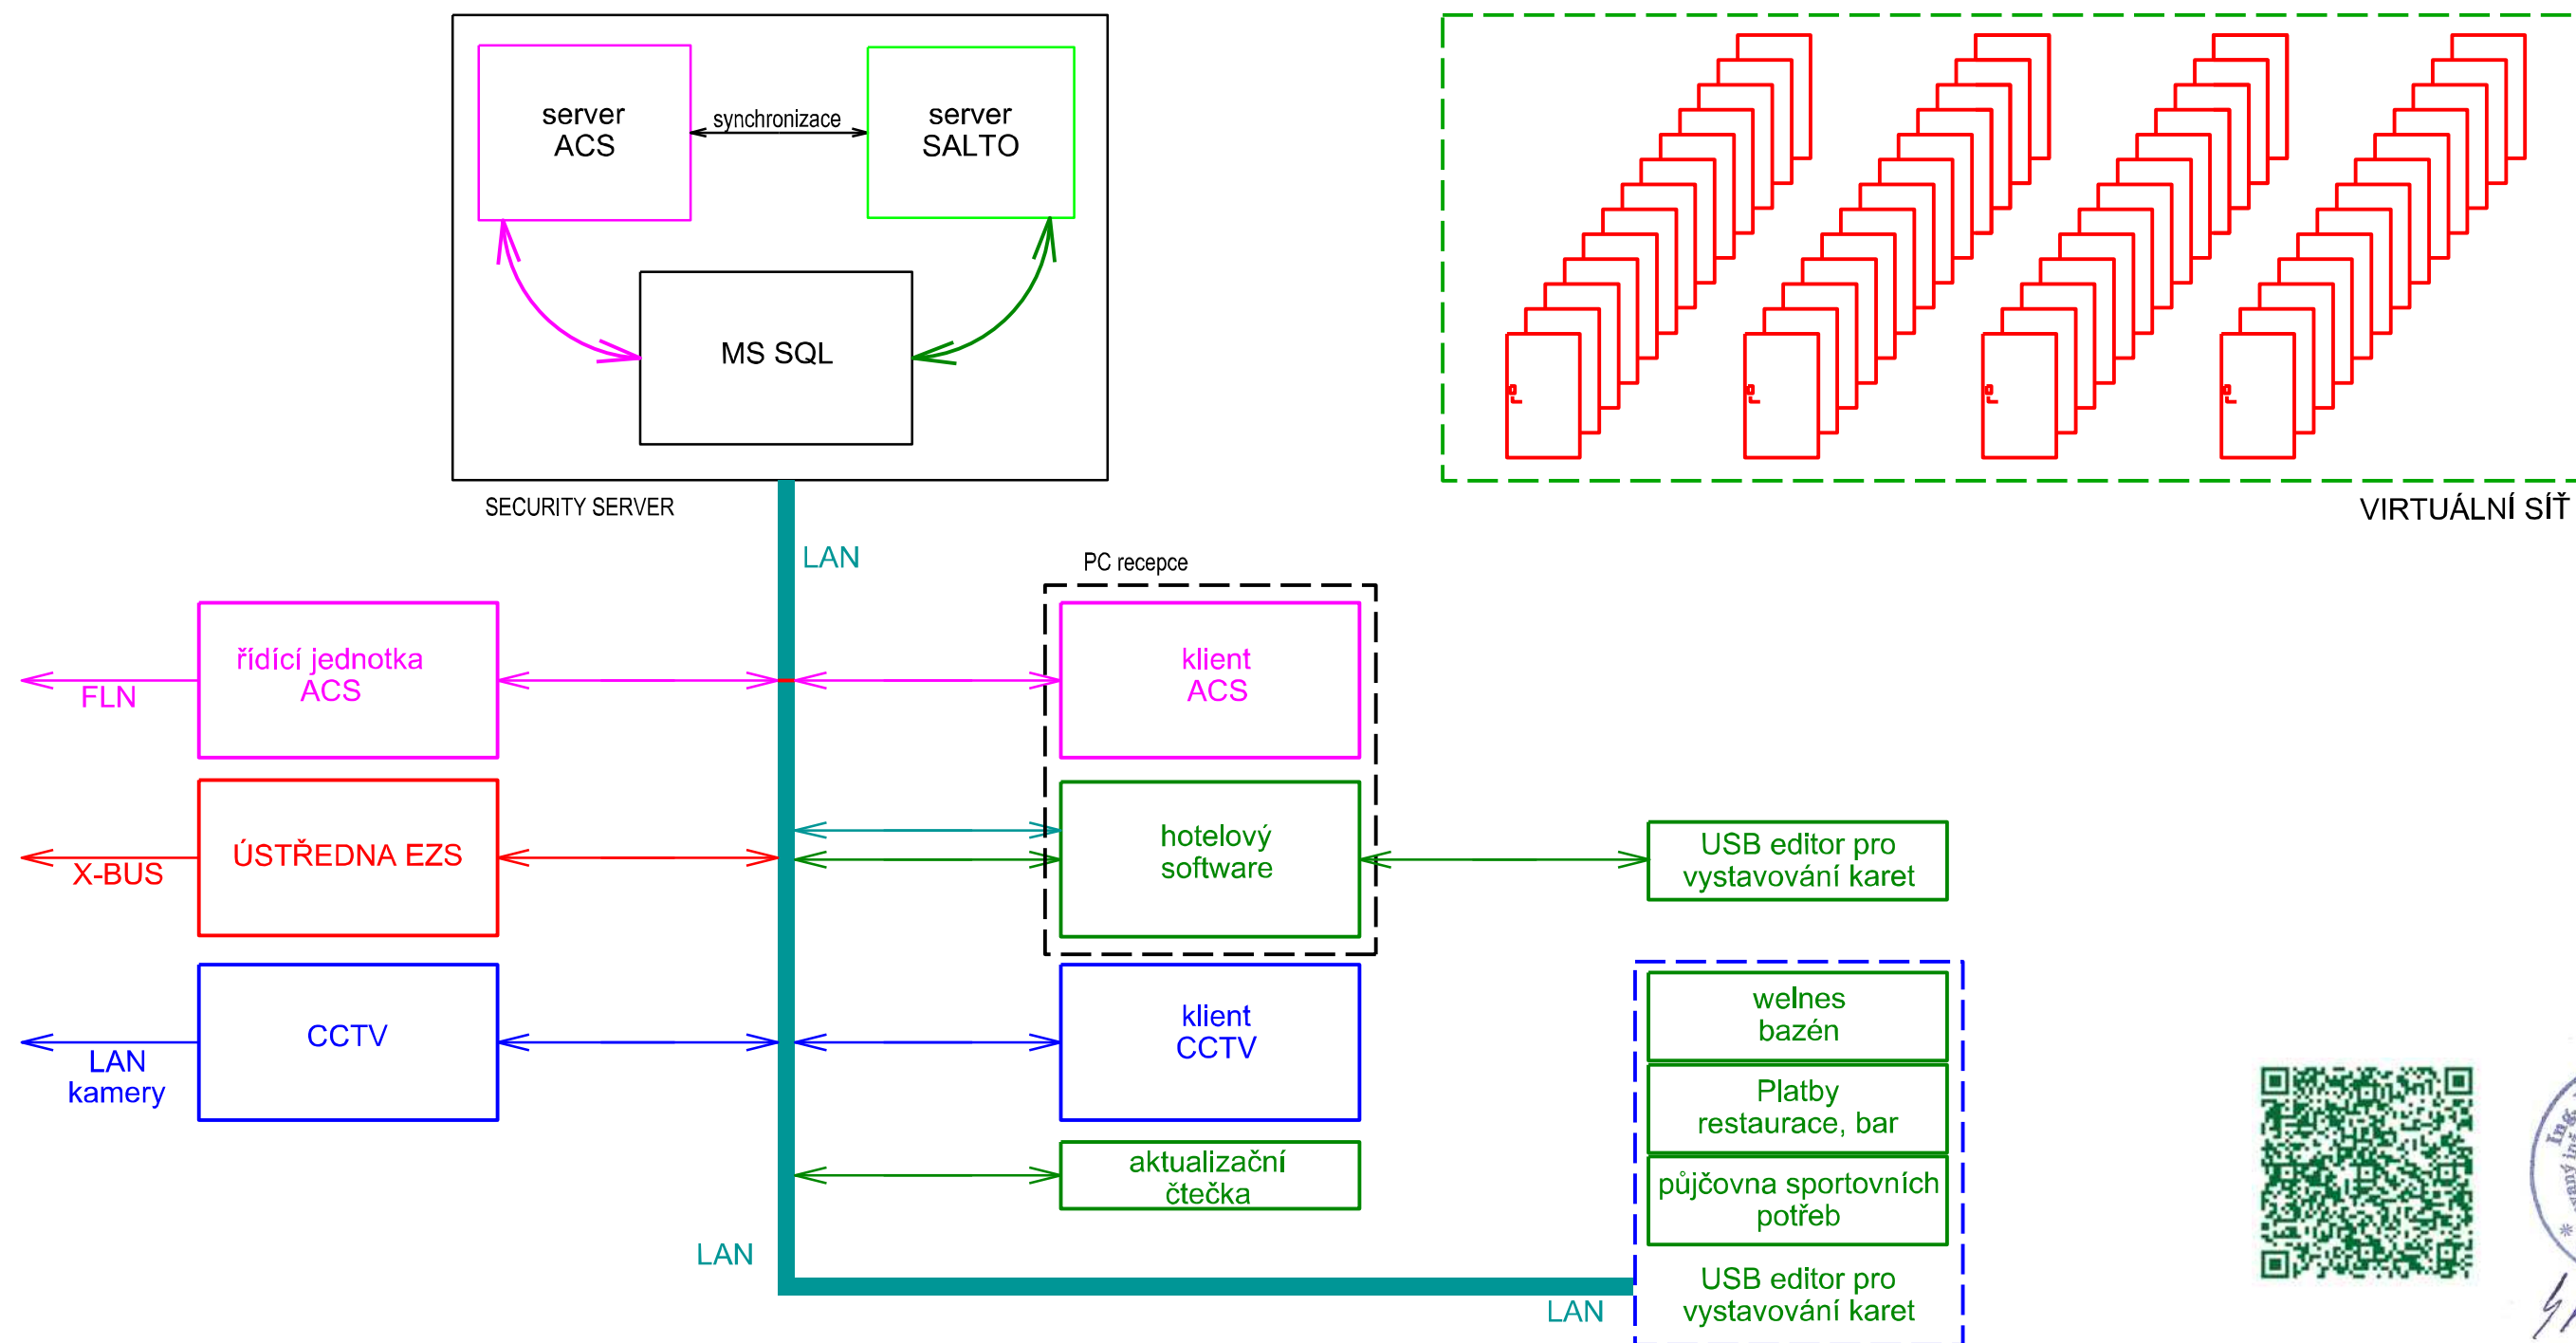 server
ACS
synchronizace
server
SALTO
MS SQL
SECURITY SERVER
VIRTUÁLNÍ SÍŤ
LAN
PC recepce
řídící jednotka
ACS
FLN
klient
ACS
ÚSTŘEDNA EZS
X-BUS
hotelový
software
USB editor pro
vystavování karet
CCTV
LAN
kamery
klient
CCTV
welnes
bazén
Platby
restaurace, bar
aktualizační
čtečka
půjčovna sportovních
potřeb
LAN
USB editor pro
vystavování karet
LAN
Ing.